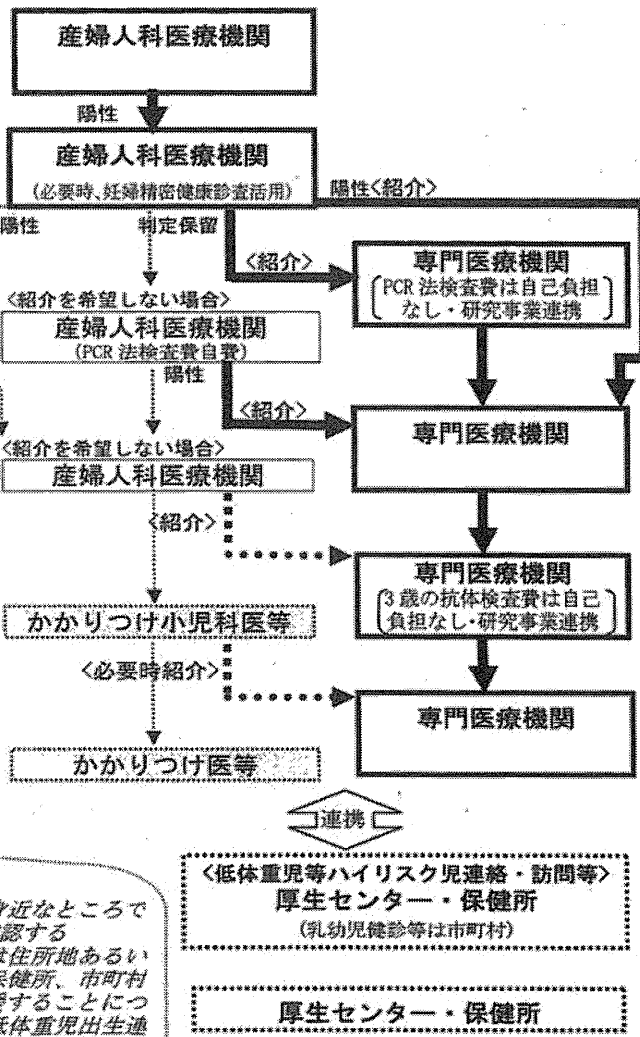 産婦人科医療機関
陽性
産婦人科医療機関
(必要時、妊婦精密健康診査活用)
陽性<紹介>
陽性
判定保留
<紹介>
専門医療機関
PCR 法検査費は自己負担
なし・研究事業連携
<紹介を希望しない場合>
産婦人科医療機関
(PCR 法検査費自費)
陽性
<紹介>
専門医療機関
<紹介を希望しない場合>
産婦人科医療機関
<紹介>
専門医療機関
3歳の抗体検査費は自己
負担なし・研究事業連携
かかりつけ小児科医等
<必要時紹介>
専門医療機関
かかりつけ医等
連携
<低体重児等ハイリスク児連絡・訪問等>
厚生センター・保健所
(乳幼児健診等は市町村)
身近なところで
認する
は住所地あるい
保健所、市町村
することにつ
低体重児出生連
厚生センター・保健所